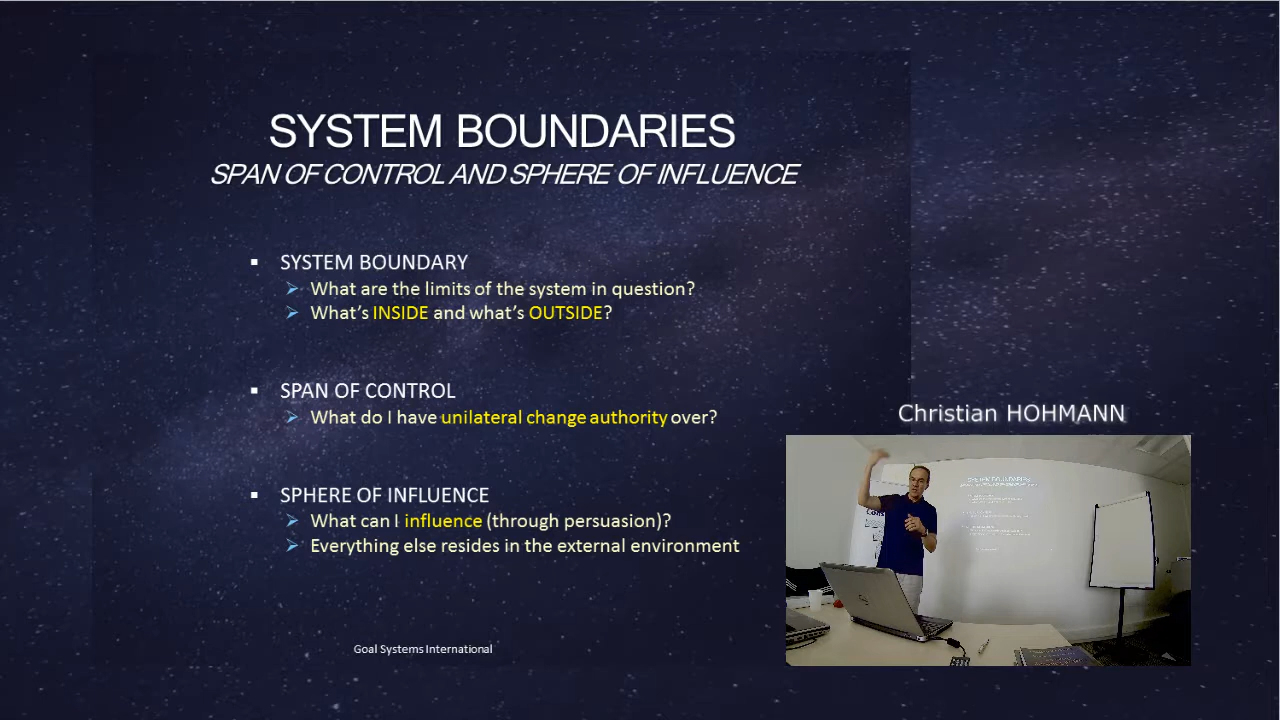 SYSTEM BOUNDARIES
SPAN OF CONTROL AND SPHERE OF INFLUENCE
▪ SYSTEM BOUNDARY
➢ What are the limits of the system in question?
➢ What's INSIDE and what's OUTSIDE?
▪ SPAN OF CONTROL
➢ What do I have unilateral change authority over?
▪ SPHERE OF INFLUENCE
➢ What can I influence (through persuasion)?
➢ Everything else resides in the external environment
Christian HOHMANN
SYSTEM BOUNDARIES
Goal Systems International